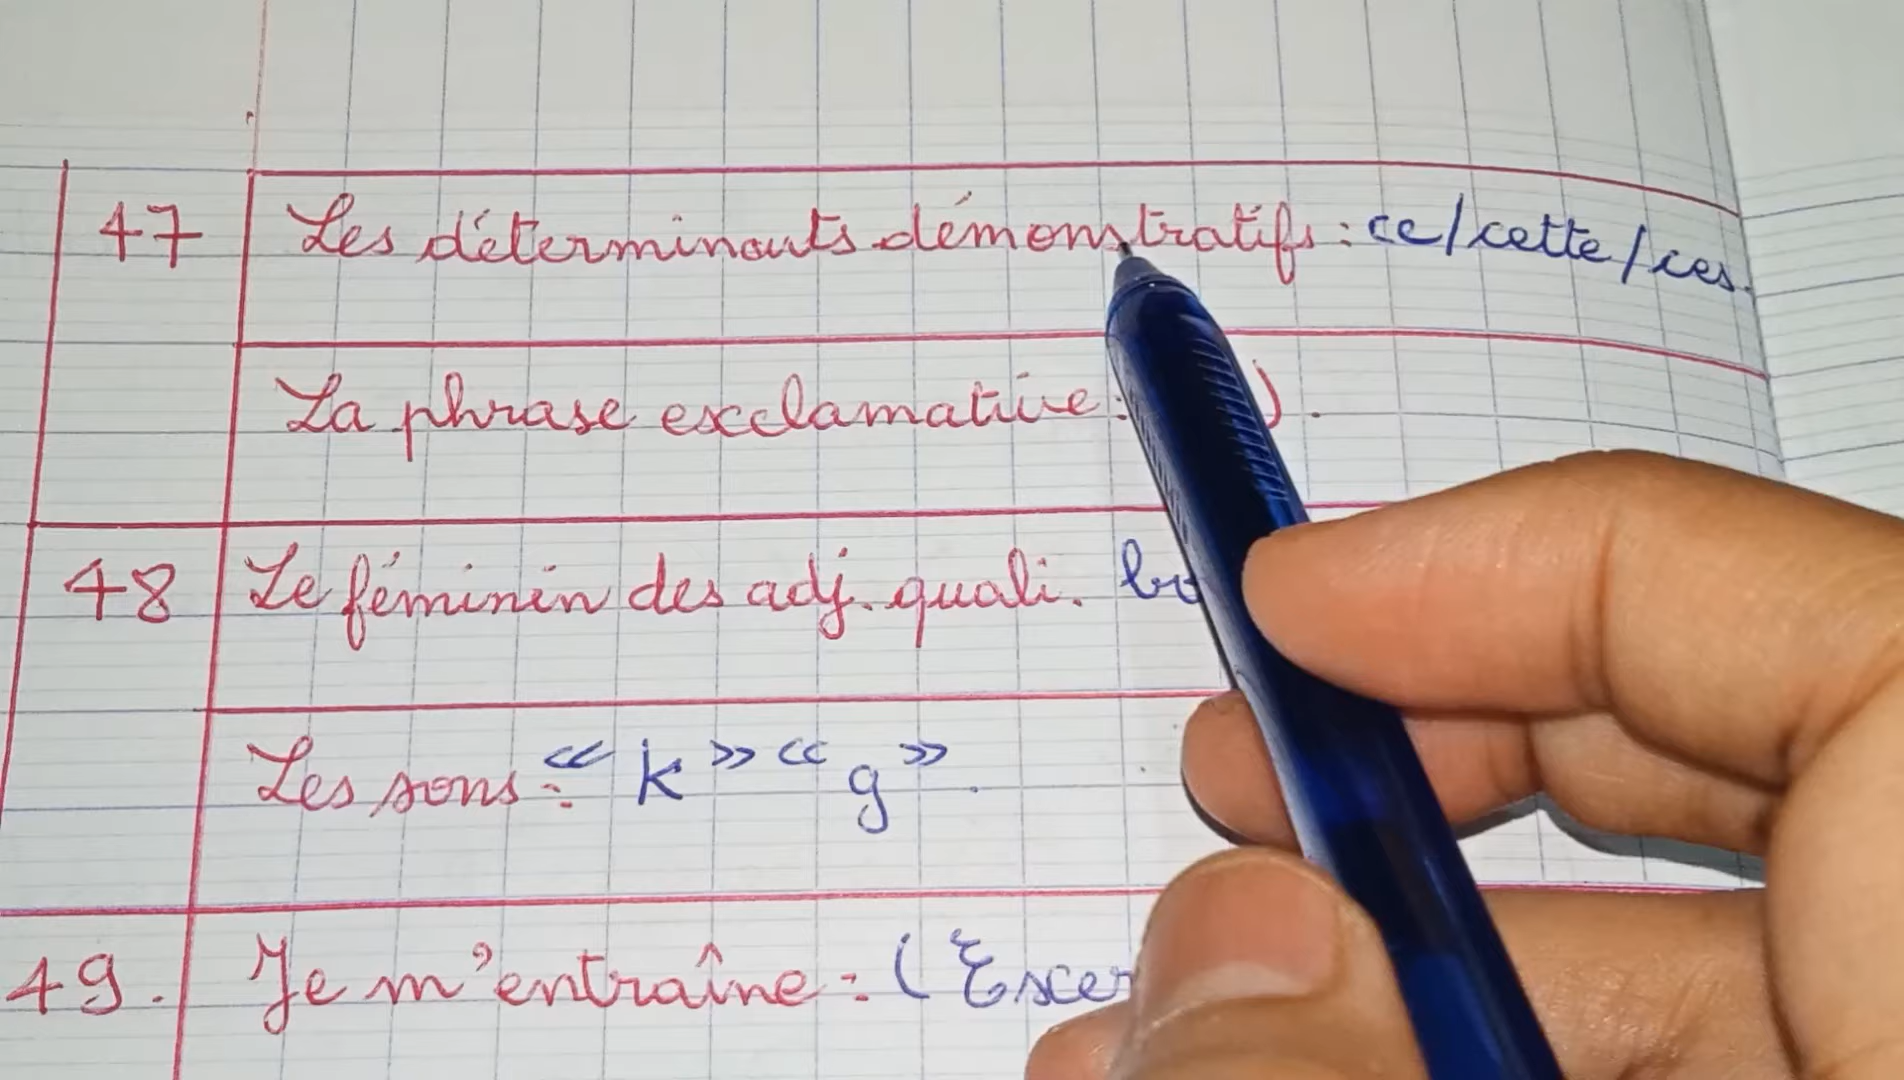 47 Les déterminants démonstratifs : ce/cette/ces.
La phrase exclamative : ).
48 Le féminin des adj. quali.
Les sons : « k » « g ».
49. Je m'entraîne : (